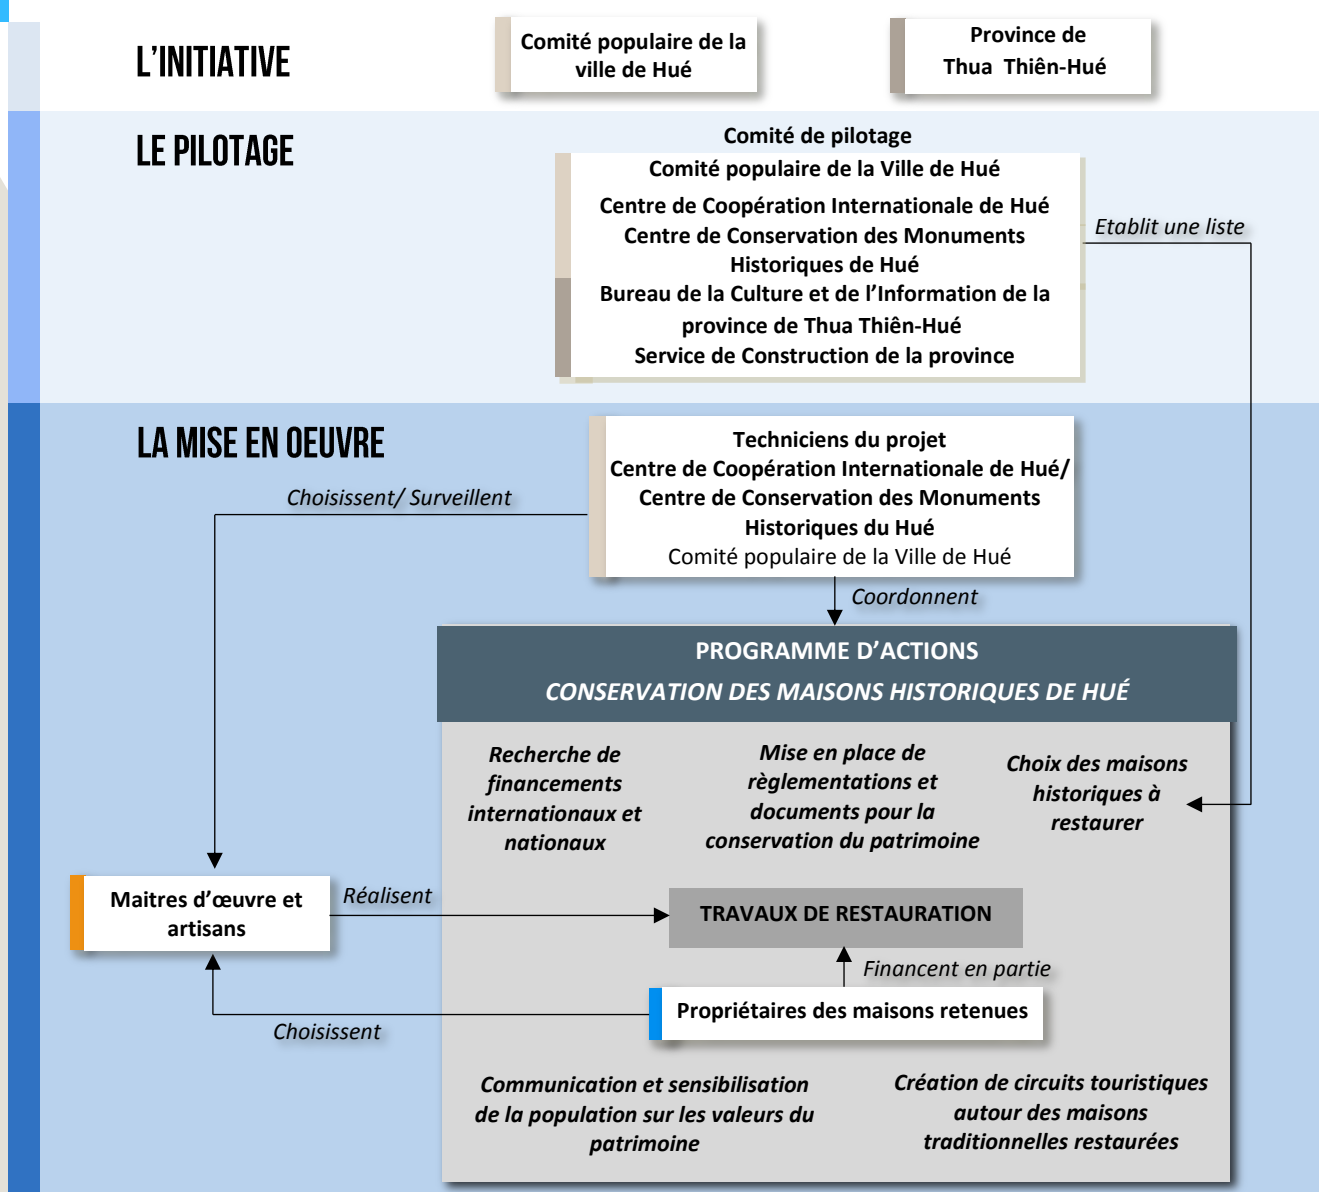 L'INITIATIVE
Comité populaire de la
ville de Hué
Province de
Thua Thiên-Hué
LE PILOTAGE
Comité de pilotage
Comité populaire de la Ville de Hué
Centre de Coopération Internationale de Hué
Centre de Conservation des Monuments
Historiques de Hué
Bureau de la Culture et de l'Information de la
province de Thua Thiên-Hué
Service de Construction de la province
Etablit une liste
LA MISE EN OEUVRE
Techniciens du projet
Centre de Coopération Internationale de Hué/
Centre de Conservation des Monuments
Historiques du Hué
Comité populaire de la Ville de Hué
Choisissent/ Surveillent
Coordonnent
PROGRAMME D'ACTIONS
CONSERVATION DES MAISONS HISTORIQUES DE HUÉ
Recherche de
financements
internationaux et
nationaux
Mise en place de
règlementations et
documents pour la
conservation du patrimoine
Choix des maisons
historiques à
restaurer
Maitres d'œuvre et
artisans
Réalisent
TRAVAUX DE RESTAURATION
Financent en partie
Propriétaires des maisons retenues
Choisissent
Communication et sensibilisation
de la population sur les valeurs du
patrimoine
Création de circuits touristiques
autour des maisons
traditionnelles restaurées